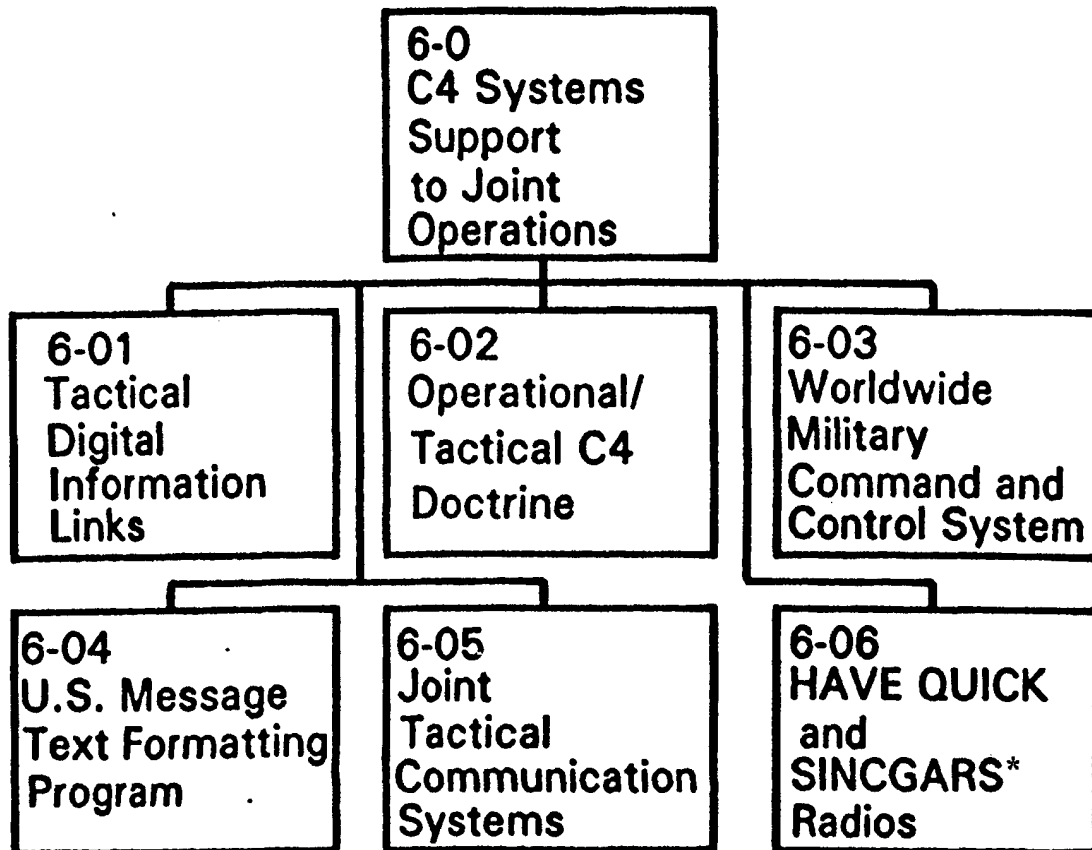 6-0
C4 Systems
Support
to Joint
Operations
6-01
Tactical
Digital
Information
Links
6-02
Operational/
Tactical C4
Doctrine
6-03
Worldwide
Military
Command and
Control System
6-04
U.S. Message
Text Formatting
Program
6-05
Joint
Tactical
Communication
Systems
6-06
HAVE QUICK
and
SINCGARS*
Radios